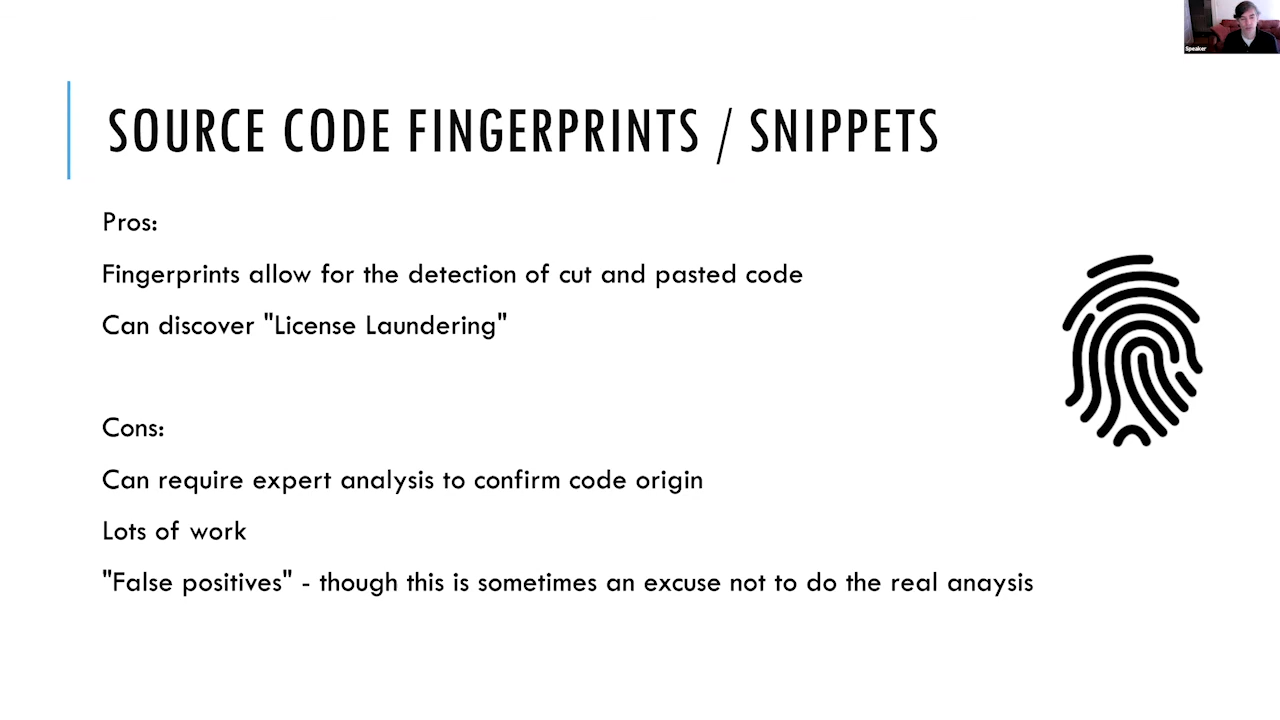 Speaker
SOURCE CODE FINGERPRINTS / SNIPPETS
Pros:
Fingerprints allow for the detection of cut and pasted code
Can discover "License Laundering"
Cons:
Can require expert analysis to confirm code origin
Lots of work
"False positives" - though this is sometimes an excuse not to do the real anaysis